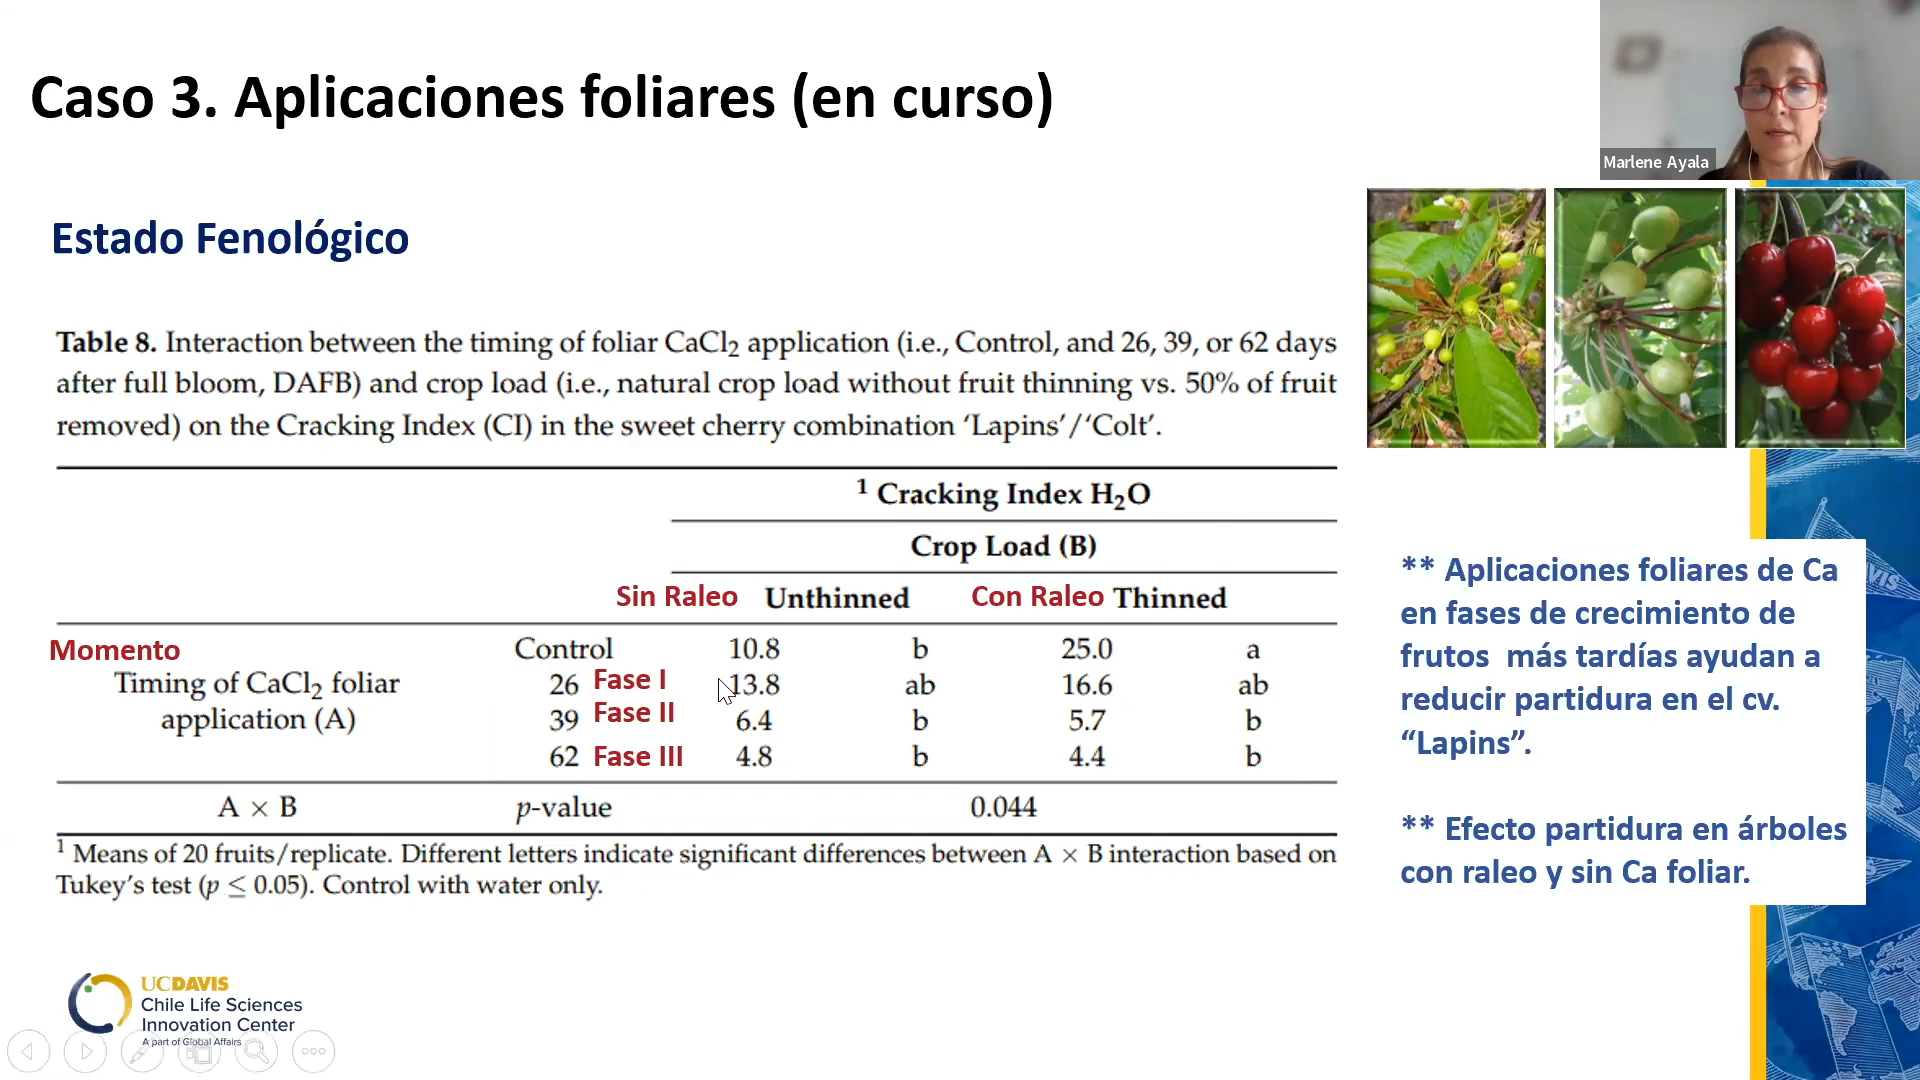 Caso 3. Aplicaciones foliares (en curso)
Marlene Ayala
Estado Fenológico
Table 8. Interaction between the timing of foliar CaCl2 application (i.e., Control, and 26, 39, or 62 days
after full bloom, DAFB) and crop load (i.e., natural crop load without fruit thinning vs. 50% of fruit
removed) on the Cracking Index (CI) in the sweet cherry combination ‘Lapins’/‘Colt’.
1 Cracking Index H2O
Crop Load (B)
Sin Raleo Unthinned Con Raleo Thinned
Momento Control 10.8 b 25.0 a
Timing of CaCl2 foliar 26 Fase I 13.8 ab 16.6 ab
application (A) 39 Fase II 6.4 b 5.7 b
62 Fase III 4.8 b 4.4 b
A × B p-value 0.044
1 Means of 20 fruits/replicate. Different letters indicate significant differences between A × B interaction based on
Tukey’s test (p ≤ 0.05). Control with water only.
** Aplicaciones foliares de Ca
en fases de crecimiento de
frutos más tardías ayudan a
reducir partidura en el cv.
“Lapins”.
** Efecto partidura en árboles
con raleo y sin Ca foliar.
UCDAVIS
Chile Life Sciences
Innovation Center
A part of Global Affairs